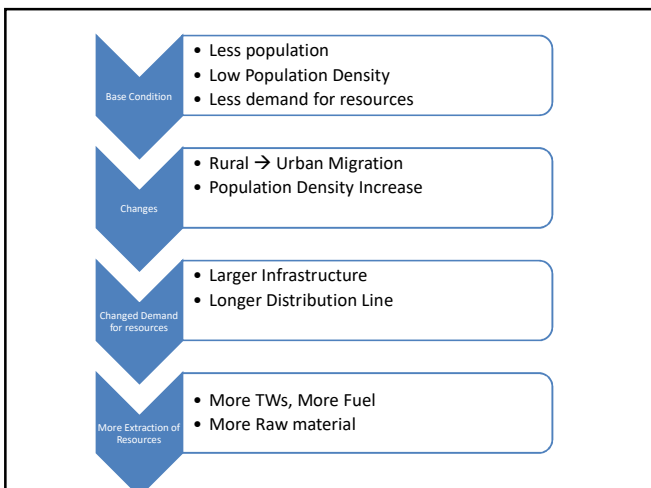 Base Condition
• Less population
• Low Population Density
• Less demand for resources
Changes
• Rural → Urban Migration
• Population Density Increase
Changed Demand
for resources
• Larger Infrastructure
• Longer Distribution Line
More Extraction of
Resources
• More TWs, More Fuel
• More Raw material